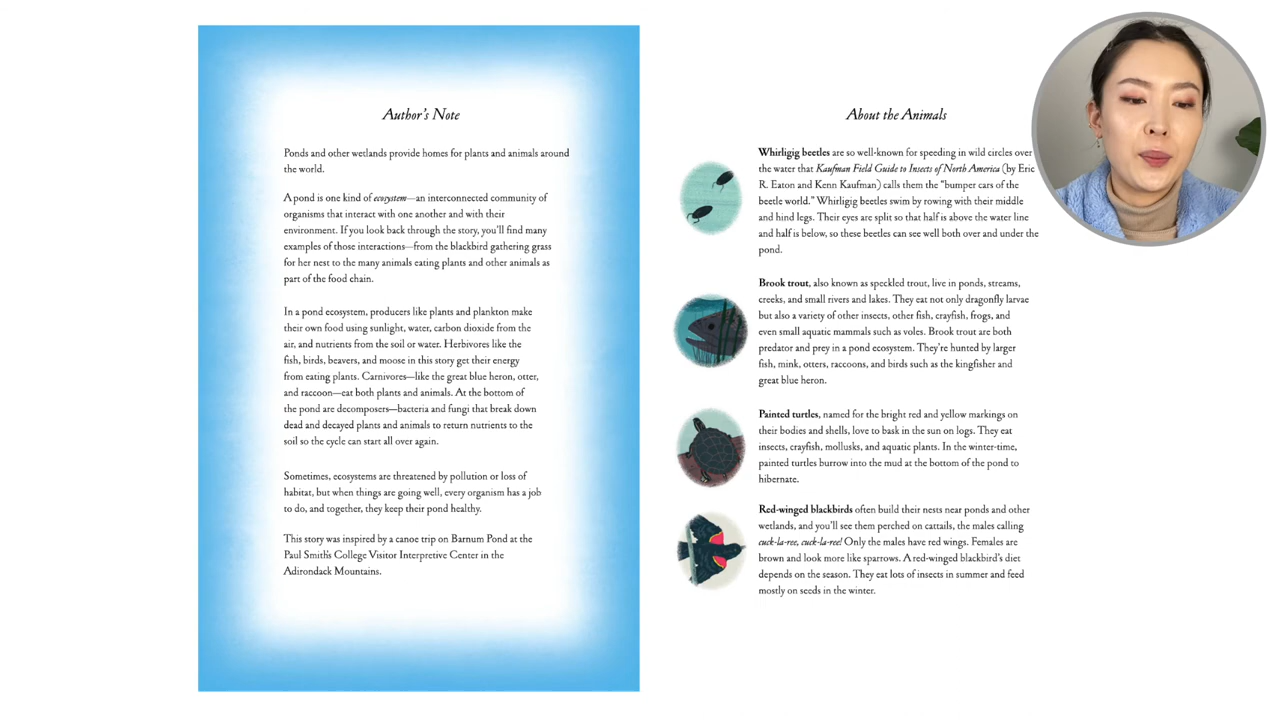 Author's Note
Ponds and other wetlands provide homes for plants and animals around
the world.
A pond is one kind of ecosystem—an interconnected community of
organisms that interact with one another and with their
environment. If you look back through the story, you'll find many
examples of those interactions—from the blackbird gathering grass
for her nest to the many animals eating plants and other animals as
part of the food chain.
In a pond ecosystem, producers like plants and plankton make
their own food using sunlight, water, carbon dioxide from the
air, and nutrients from the soil or water. Herbivores like the
fish, birds, beavers, and moose in this story get their energy
from eating plants. Carnivores—like the great blue heron, otter,
and raccoon—eat both plants and animals. At the bottom of
the pond are decomposers—bacteria and fungi that break down
dead and decayed plants and animals to return nutrients to the
soil so the cycle can start all over again.
Sometimes, ecosystems are threatened by pollution or loss of
habitat, but when things are going well, every organism has a job
to do, and together, they keep their pond healthy.
This story was inspired by a canoe trip on Barnum Pond at the
Paul Smith's College Visitor Interpretive Center in the
Adirondack Mountains.
About the Animals
Whirligig beetles are so well-known for speeding in wild circles over
the water that Kaufman Field Guide to Insects of North America (by Eric
R. Eaton and Kenn Kaufman) calls them the "bumper cars of the
beetle world." Whirligig beetles swim by rowing with their middle
and hind legs. Their eyes are split so that half is above the water line
and half is below, so these beetles can see well both over and under the
pond.
Brook trout, also known as speckled trout, live in ponds, streams,
creeks, and small rivers and lakes. They eat not only dragonfly larvae
but also a variety of other insects, other fish, crayfish, frogs, and
even small aquatic mammals such as voles. Brook trout are both
predator and prey in a pond ecosystem. They're hunted by larger
fish, mink, otters, raccoons, and birds such as the kingfisher and
great blue heron.
Painted turtles, named for the bright red and yellow markings on
their bodies and shells, love to bask in the sun on logs. They eat
insects, crayfish, mollusks, and aquatic plants. In the winter-time,
painted turtles burrow into the mud at the bottom of the pond to
hibernate.
Red-winged blackbirds often build their nests near ponds and other
wetlands, and you'll see them perched on cattails, the males calling
cuck-la-ree, cuck-la-ree! Only the males have red wings. Females are
brown and look more like sparrows. A red-winged blackbird's diet
depends on the season. They eat lots of insects in summer and feed
mostly on seeds in the winter.